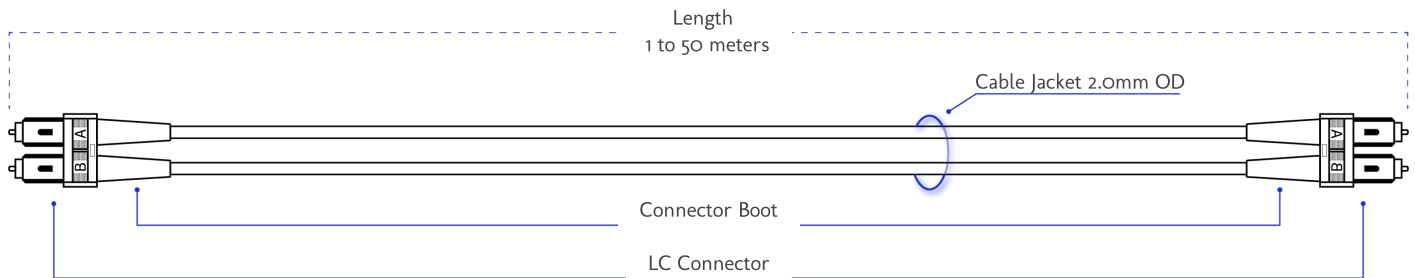 Length
1 to 50 meters
Cable Jacket 2.0mm OD
A
B
A
B
Connector Boot
LC Connector